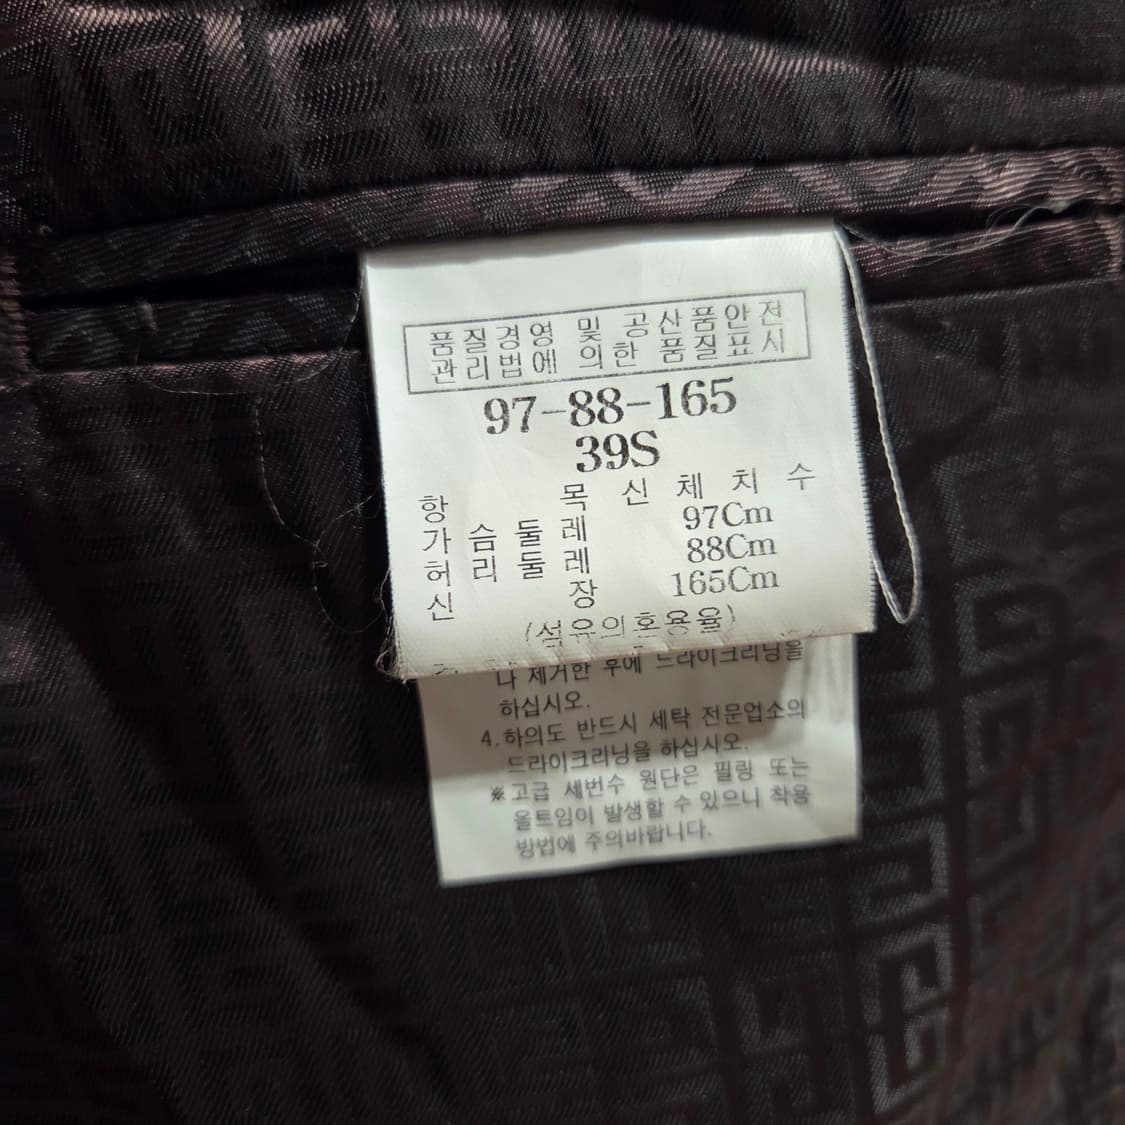 품질경영 및 공산품안전
관리법에 의한 품질표시
97-88-165
39S
항 목 신 체 치 수
가 슴 둘 레 97Cm
허 리 둘 레 88Cm
신 장 165Cm
(섬유의혼용율)
나 제거한 후에 드라이크리닝을
하십시오.
4.하의도 반드시 세탁 전문업소의
드라이크리닝을 하십시오.
※고급 세번수 원단은 필링 또는
올트임이 발생할 수 있으니 착용
방법에 주의바랍니다.